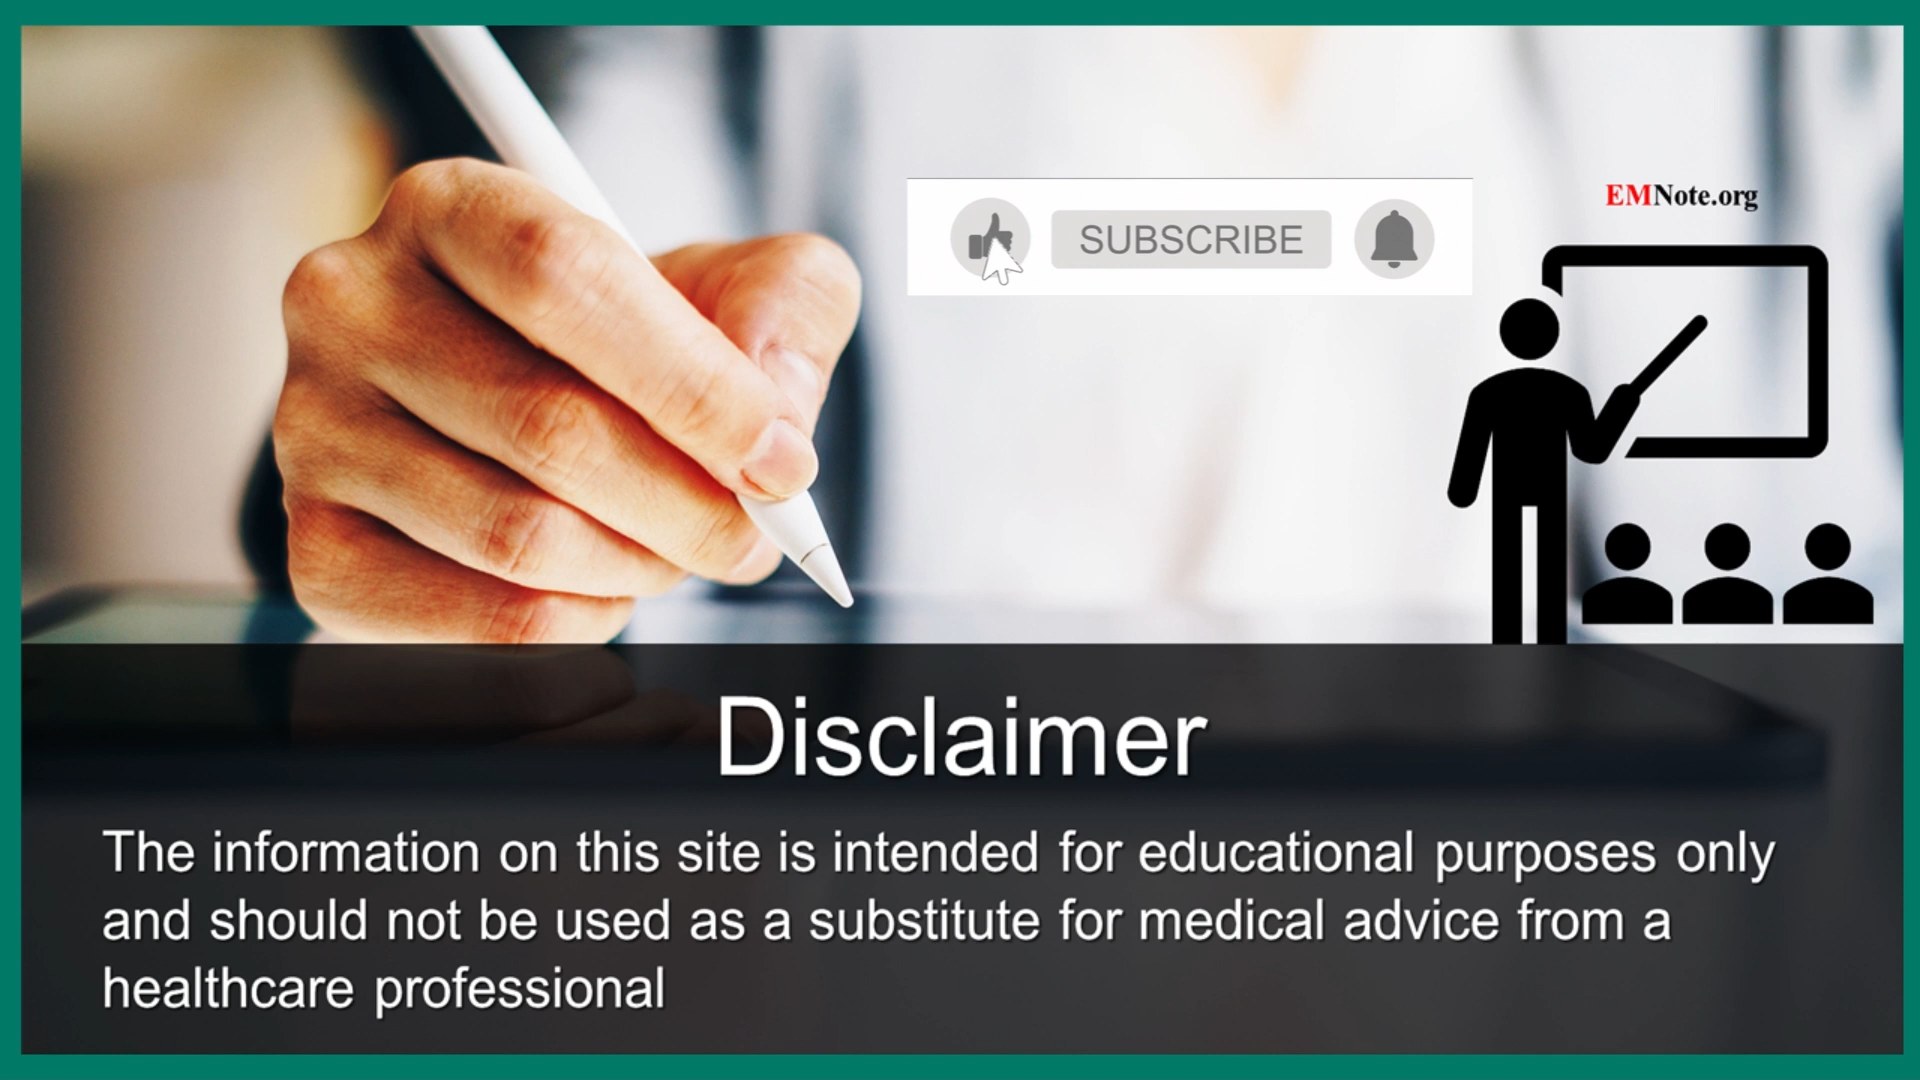 EMNote.org
SUBSCRIBE
Disclaimer
The information on this site is intended for educational purposes only
and should not be used as a substitute for medical advice from a
healthcare professional